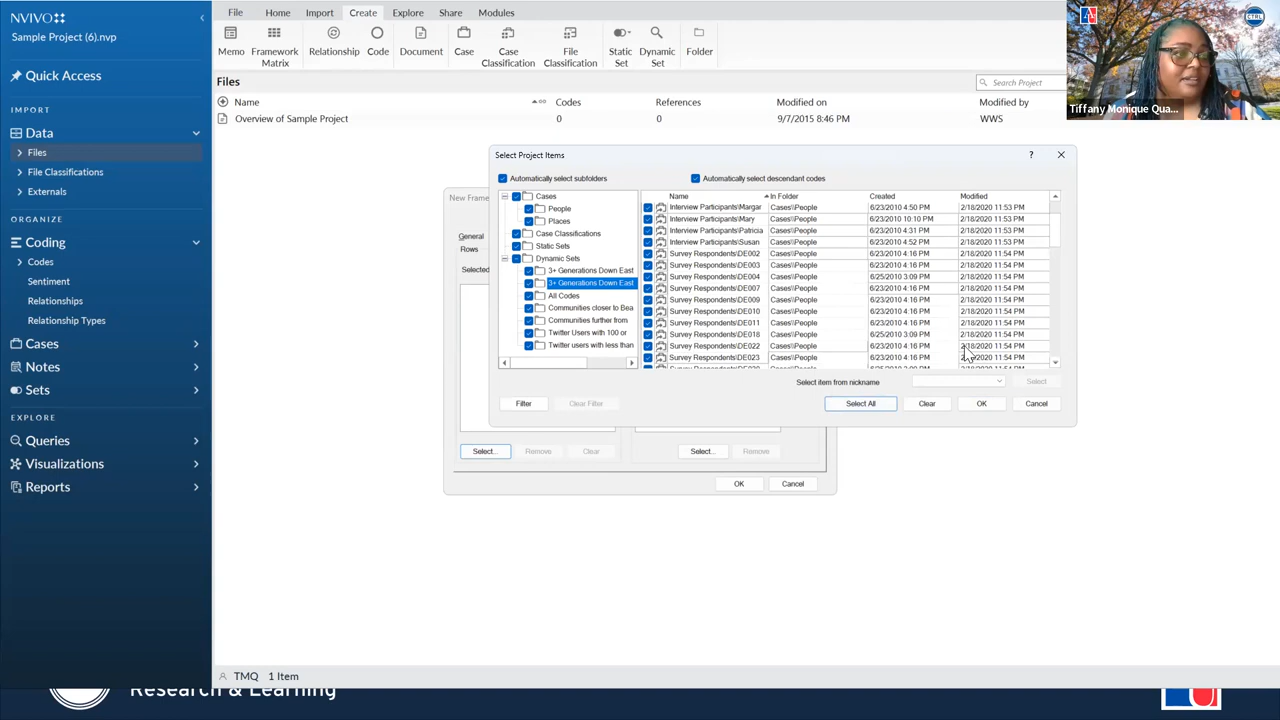 NVIVO
Sample Project (6).nvp
Quick Access
IMPORT
Data
Files
File Classifications
Externals
ORGANIZE
Coding
Codes
Sentiment
Relationships
Relationship Types
Cases
Notes
Sets
EXPLORE
Queries
Visualizations
Reports
File Home Import Create Explore Share Modules
Memo Framework Matrix Relationship Code Document Case Case Classification File Classification Static Set Dynamic Set Folder
Files
Search Project
Name Codes References Modified on Modified by
Overview of Sample Project 0 0 9/7/2015 8:46 PM WWS
Tiffany Monique Qua...
CTRL
New Frame
General
Rows
Selected
Select... Remove Clear Select... Remove
OK Cancel
Select Project Items ?
Automatically select subfolders Automatically select descendant codes
Cases
People
Places
Case Classifications
Static Sets
Dynamic Sets
3+ Generations Down East
3+ Generations Down East
All Codes
Communities closer to Bea
Communities further from
Twitter Users with 100 or
Twitter users with less than
Name In Folder Created Modified
Interview Participants\Margar Cases\\People 6/23/2010 4:50 PM 2/18/2020 11:53 PM
Interview Participants\Mary Cases\\People 6/23/2010 10:10 PM 2/18/2020 11:53 PM
Interview Participants\Patricia Cases\\People 6/23/2010 4:31 PM 2/18/2020 11:53 PM
Interview Participants\Susan Cases\\People 6/23/2010 4:52 PM 2/18/2020 11:53 PM
Survey Respondents\DE002 Cases\\People 6/23/2010 4:16 PM 2/18/2020 11:54 PM
Survey Respondents\DE003 Cases\\People 6/23/2010 4:16 PM 2/18/2020 11:54 PM
Survey Respondents\DE004 Cases\\People 6/25/2010 3:09 PM 2/18/2020 11:54 PM
Survey Respondents\DE007 Cases\\People 6/23/2010 4:16 PM 2/18/2020 11:54 PM
Survey Respondents\DE009 Cases\\People 6/23/2010 4:16 PM 2/18/2020 11:54 PM
Survey Respondents\DE010 Cases\\People 6/23/2010 4:16 PM 2/18/2020 11:54 PM
Survey Respondents\DE011 Cases\\People 6/23/2010 4:16 PM 2/18/2020 11:54 PM
Survey Respondents\DE018 Cases\\People 6/25/2010 3:09 PM 2/18/2020 11:54 PM
Survey Respondents\DE022 Cases\\People 6/23/2010 4:16 PM 2/18/2020 11:54 PM
Survey Respondents\DE023 Cases\\People 6/23/2010 4:16 PM 2/18/2020 11:54 PM
Select item from nickname Select
Filter Clear Filter Select All Clear OK Cancel
TMQ 1 Item
Research & Learning